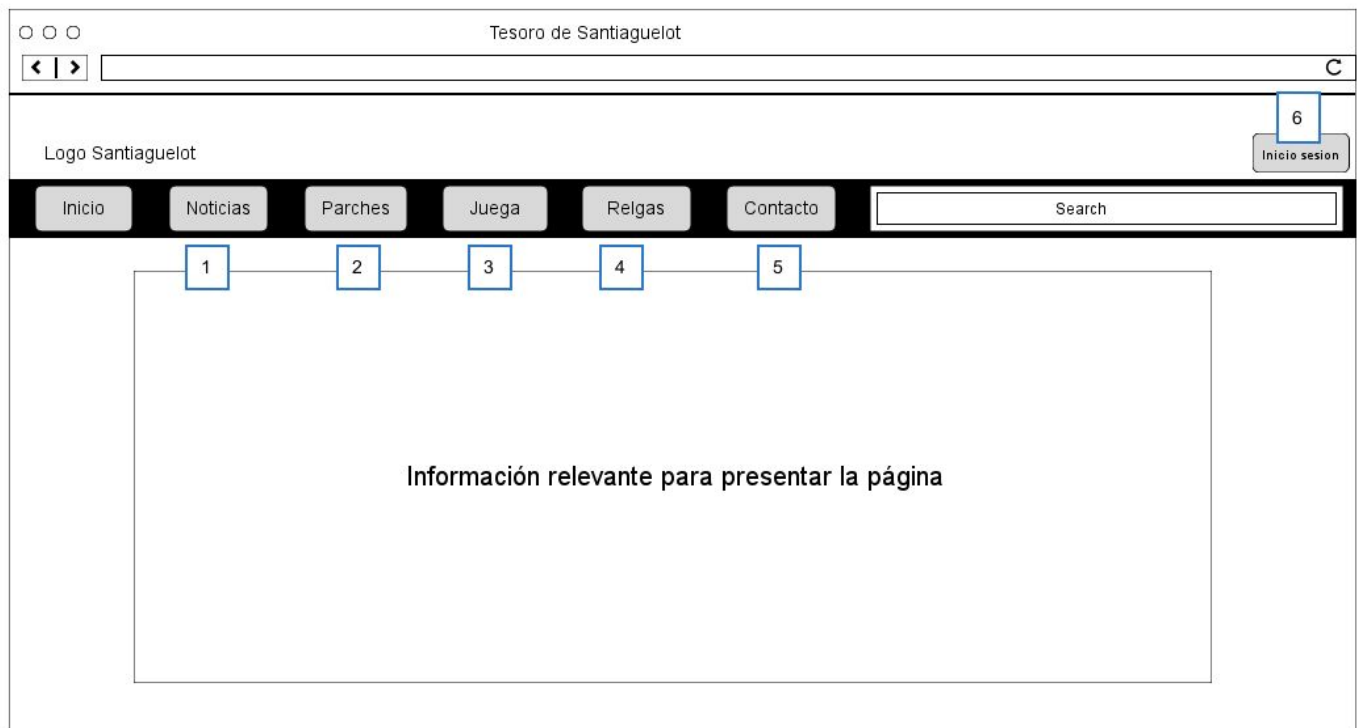 Tesoro de Santiaguelot
6
Logo Santiaguelot
Inicio sesion
Inicio Noticias Parches Juega Relgas Contacto Search
1 2 3 4 5
Información relevante para presentar la página